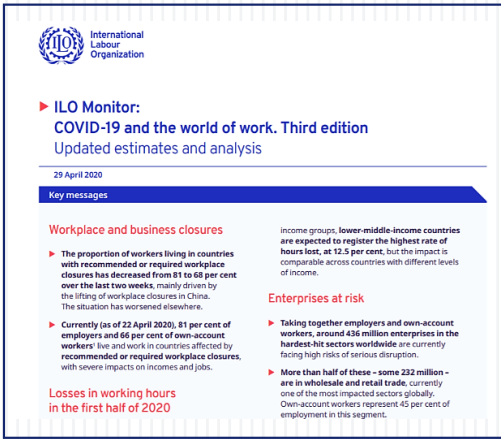 International
Labour
Organization
ILO Monitor:
COVID-19 and the world of work. Third edition
Updated estimates and analysis
29 April 2020
Key messages
Workplace and business closures
The proportion of workers living in countries
with recommended or required workplace
closures has decreased from 81 to 68 per cent
over the last two weeks, mainly driven by
the lifting of workplace closures in China.
The situation has worsened elsewhere.
Currently (as of 22 April 2020), 81 per cent of
employers and 66 per cent of own-account
workers¹ live and work in countries affected by
recommended or required workplace closures,
with severe impacts on incomes and jobs.
Losses in working hours
in the first half of 2020
income groups, lower-middle-income countries
are expected to register the highest rate of
hours lost, at 12.5 per cent, but the impact is
comparable across countries with different levels
of income.
Enterprises at risk
Taking together employers and own-account
workers, around 436 million enterprises in the
hardest-hit sectors worldwide are currently
facing high risks of serious disruption.
More than half of these – some 232 million –
are in wholesale and retail trade, currently
one of the most impacted sectors globally.
Own-account workers represent 45 per cent of
employment in this segment.